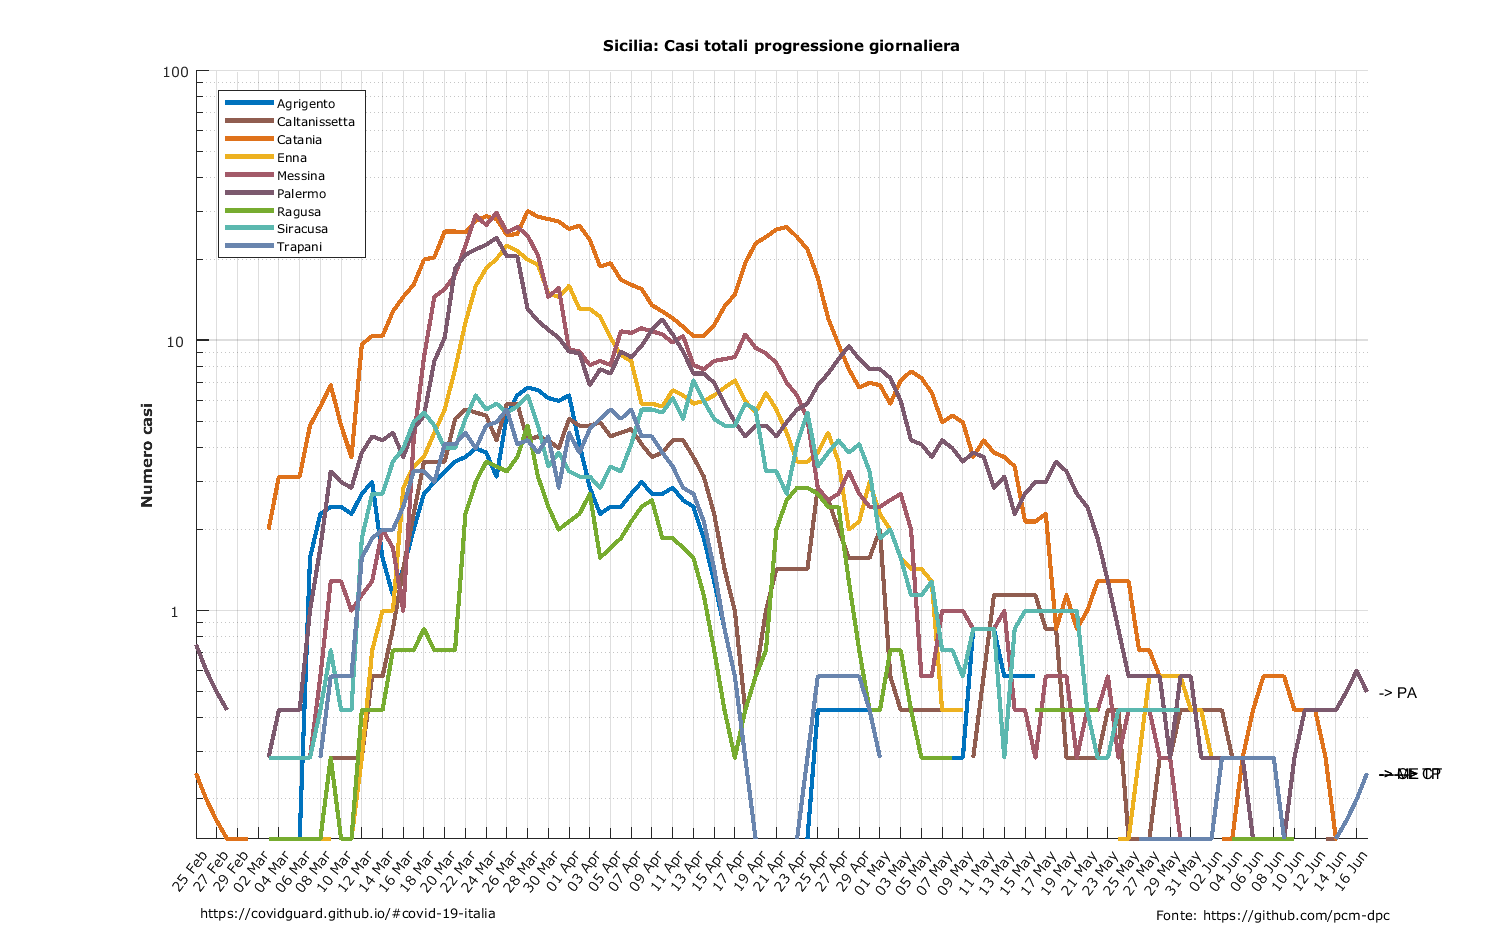 Sicilia: Casi totali progressione giornaliera
100
10
1
Numero casi
Agrigento
Caltanissetta
Catania
Enna
Messina
Palermo
Ragusa
Siracusa
Trapani
-> PA
25 Feb
27 Feb
29 Feb
02 Mar
04 Mar
06 Mar
08 Mar
10 Mar
12 Mar
14 Mar
16 Mar
18 Mar
20 Mar
22 Mar
24 Mar
26 Mar
28 Mar
30 Mar
01 Apr
03 Apr
05 Apr
07 Apr
09 Apr
11 Apr
13 Apr
15 Apr
17 Apr
19 Apr
21 Apr
23 Apr
25 Apr
27 Apr
29 Apr
01 May
03 May
05 May
07 May
09 May
11 May
13 May
15 May
17 May
19 May
21 May
23 May
25 May
27 May
29 May
31 May
02 Jun
04 Jun
06 Jun
08 Jun
10 Jun
12 Jun
14 Jun
16 Jun
https://covidguard.github.io/#covid-19-italia
Fonte: https://github.com/pcm-dpc